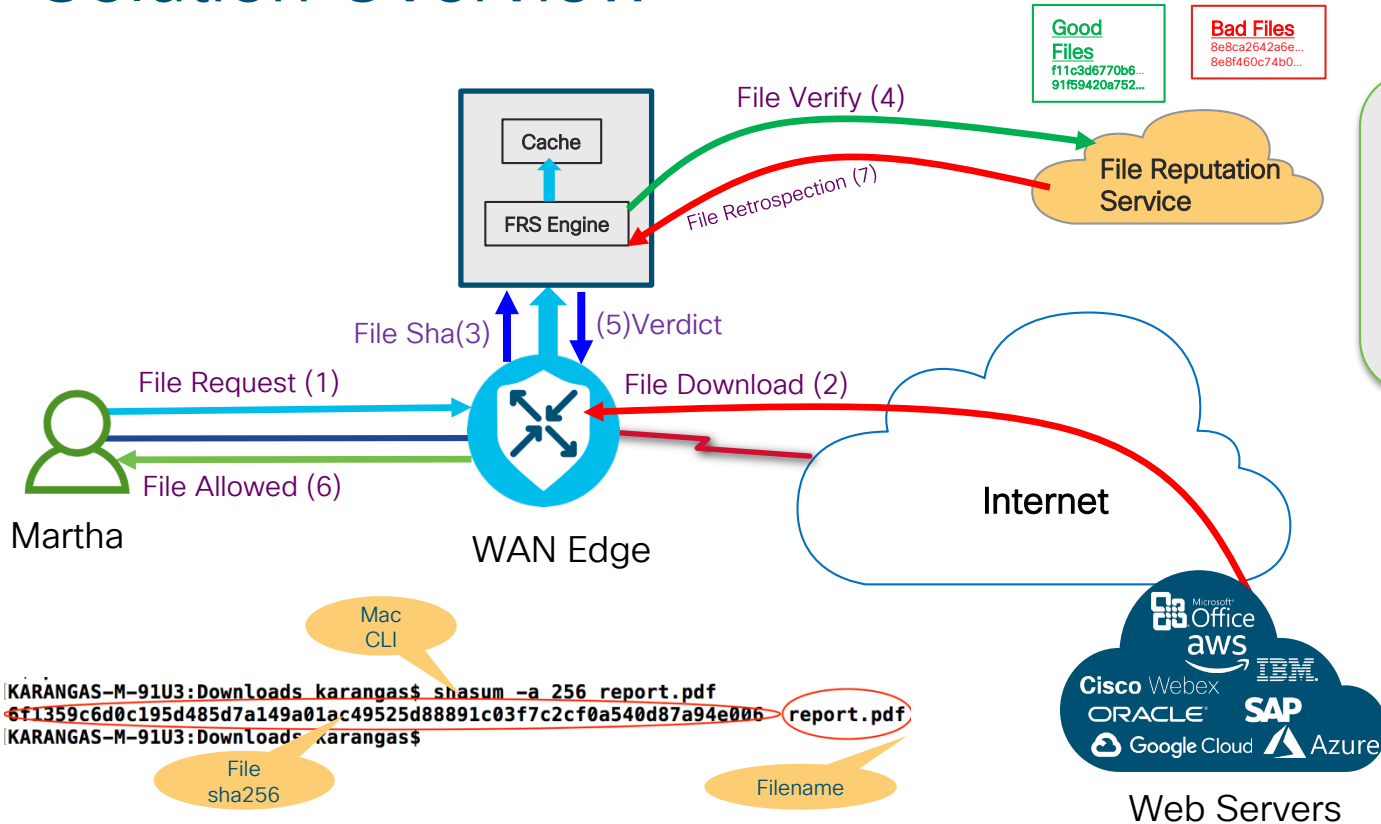 Solution Overview
Good
Files
f11c3d6770b6...
91f59420a752...
Bad Files
8e8ca2642a6e...
8e8f460c74b0...
File Verify (4)
Cache
FRS Engine
File Retrospection (7)
File Reputation
Service
File Sha(3)
(5)Verdict
File Request (1)
File Download (2)
File Allowed (6)
Martha
WAN Edge
Internet
Mac
CLI
KARANGAS-M-91U3:Downloads karangas$ shasum -a 256 report.pdf
6f1359c6d0c195d485d7a149a01ac49525d88891c03f7c2cf0a540d87a94e006 report.pdf
KARANGAS-M-91U3:Downloads karangas$
File
sha256
Filename
Microsoft®
Office
aws
IBM.
Cisco Webex
ORACLE®
SAP
Google Cloud
Azure
Web Servers